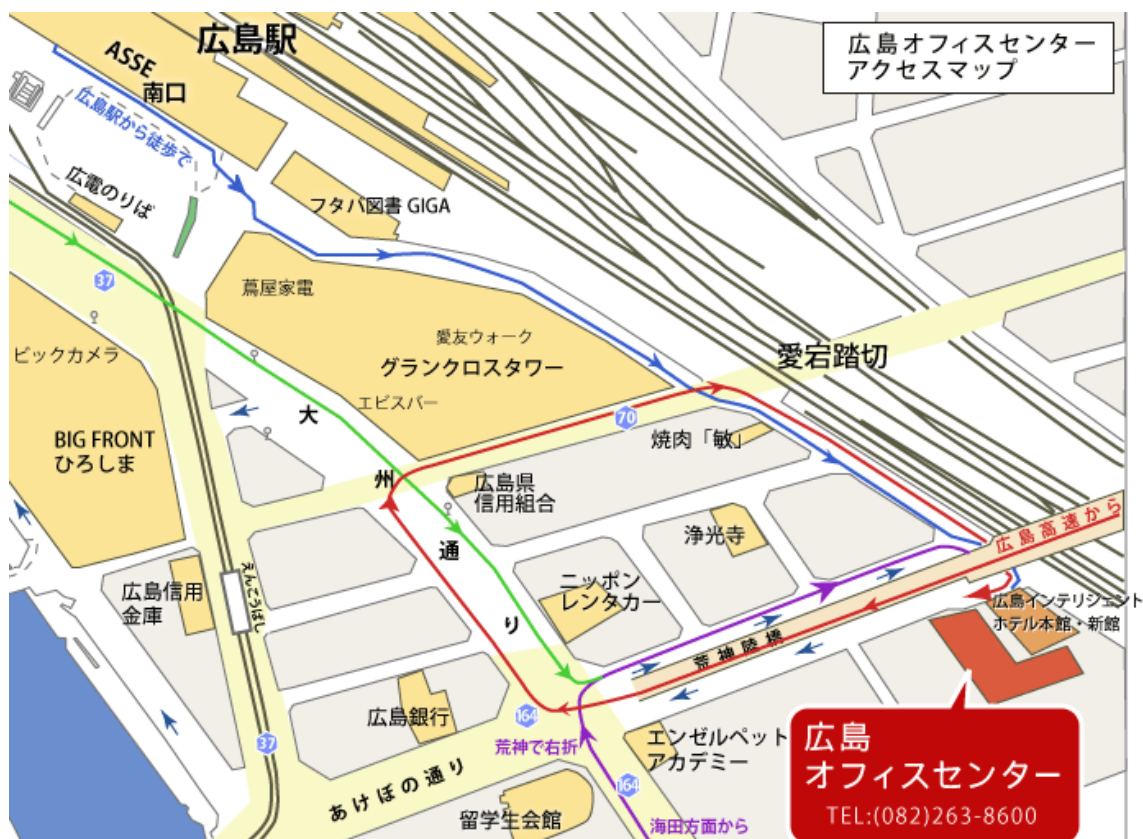 広島駅
ASSE
南口
広島駅から徒歩で
広島オフィスセンター
アクセスマップ
広電のりば
フタバ図書 GIGA
37
蔦屋家電
ビックカメラ
愛友ウォーク
グランクロスタワー
エビスバー
愛宕踏切
大州通り
70
BIG FRONT
ひろしま
焼肉「敏」
広島県
信用組合
浄光寺
広島高速から
えんこうばし
広島信用
金庫
ニッポン
レンタカー
広島インテリジェント
ホテル本館・新館
荒神陸橋
広島銀行
164
荒神で右折
エンゼルペット
アカデミー
37
164
あけぼの通り
留学生会館
海田方面から
広島
オフィスセンター
TEL:(082)263-8600